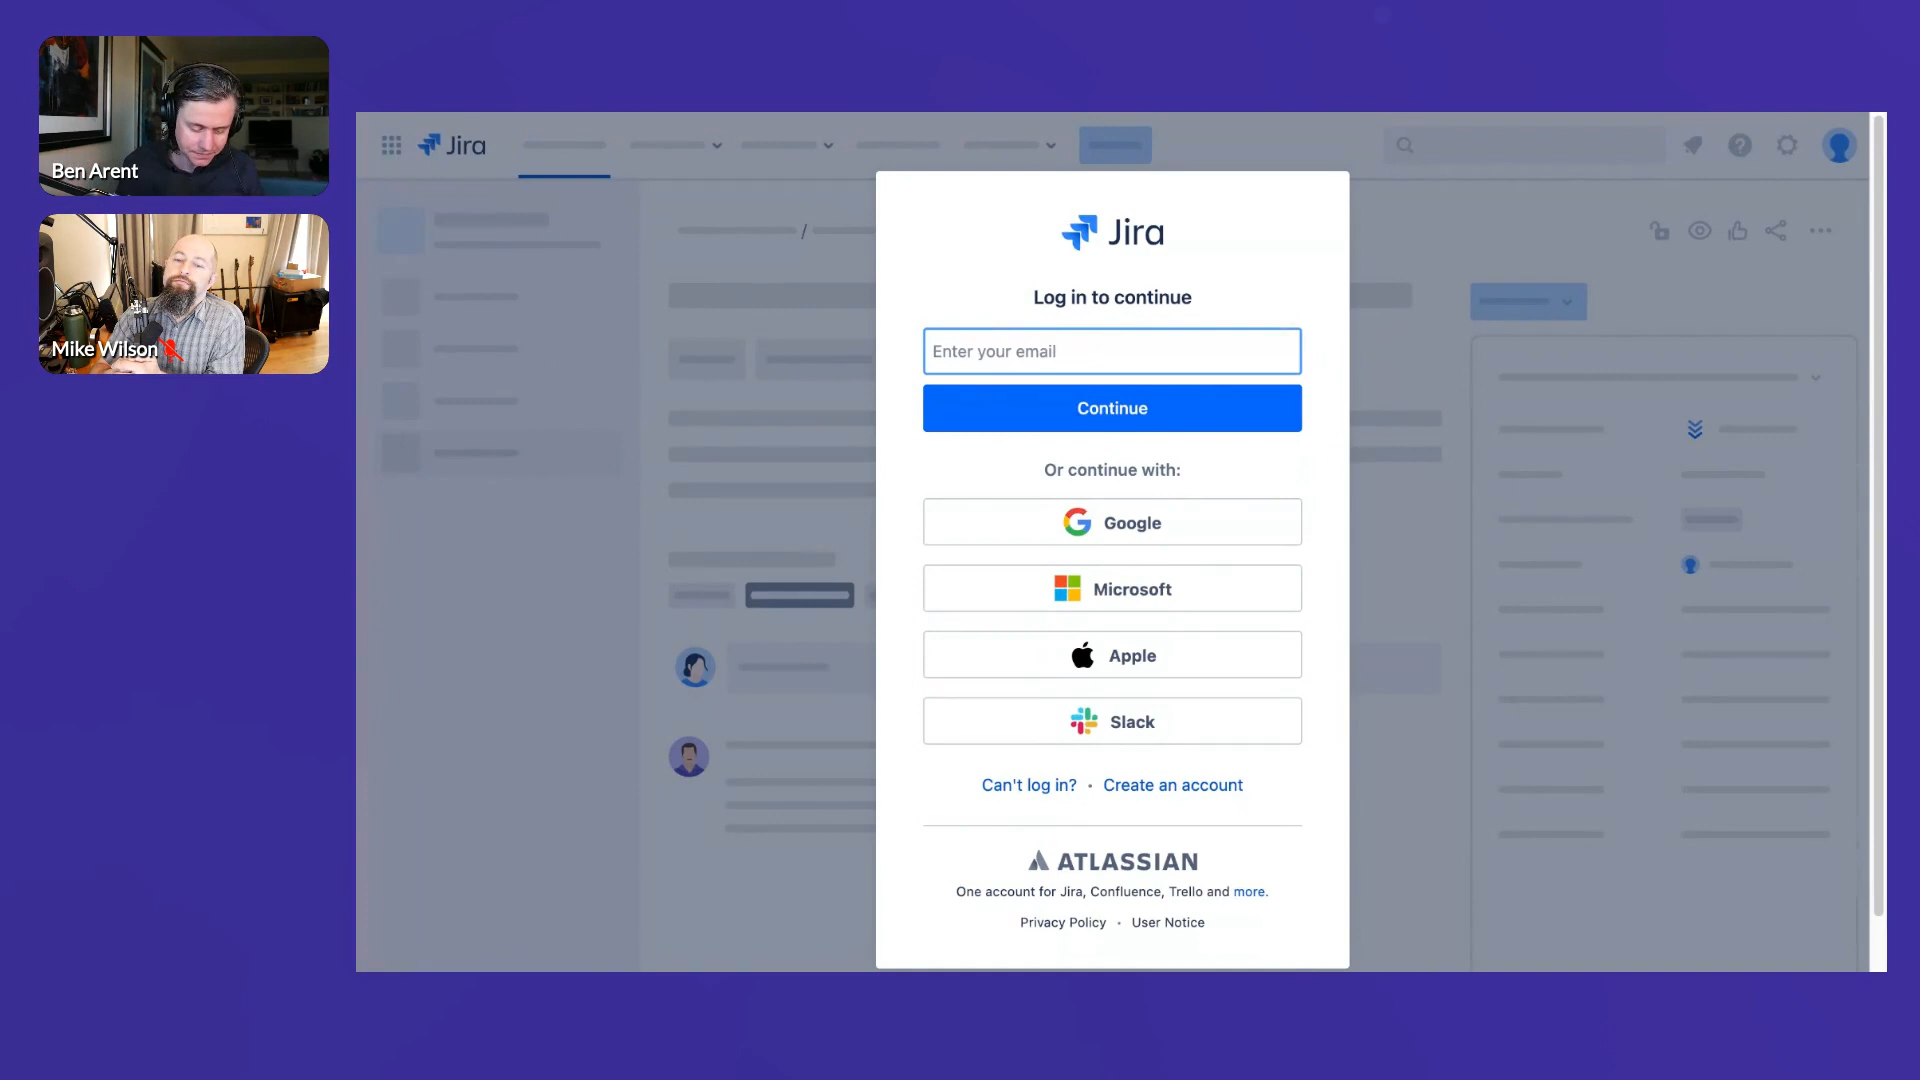 Ben Arent
Mike Wilson
Jira
/
Jira
Log in to continue
Enter your email
Continue
Or continue with:
Google
Microsoft
Apple
Slack
Can't log in? • Create an account
ATLASSIAN
One account for Jira, Confluence, Trello and more.
Privacy Policy • User Notice